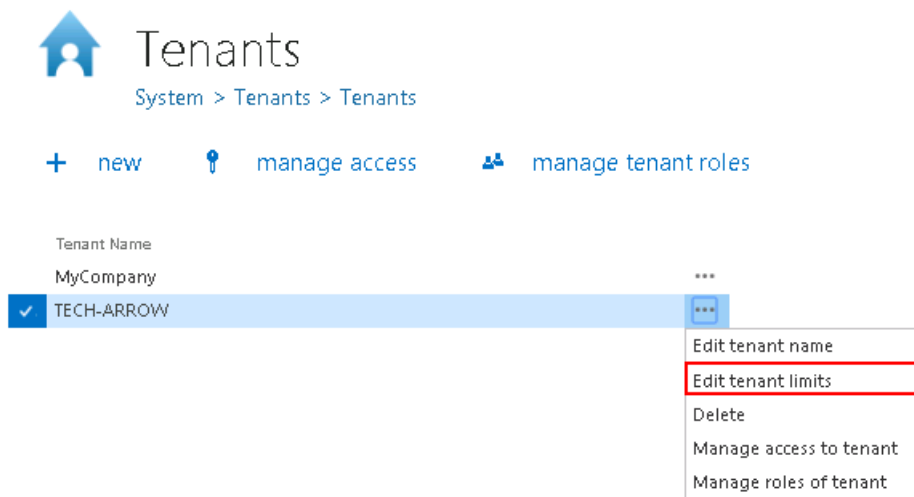 Tenants
System > Tenants > Tenants
+ new manage access manage tenant roles
Tenant Name
MyCompany ...
TECH-ARROW ...
Edit tenant name
Edit tenant limits
Delete
Manage access to tenant
Manage roles of tenant